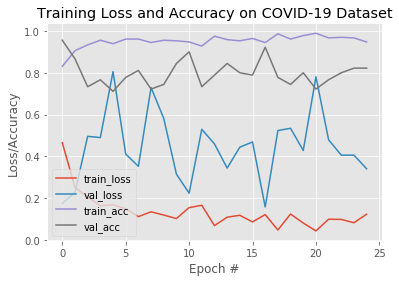 Training Loss and Accuracy on COVID-19 Dataset
1.0
0.8
0.6
0.4
0.2
0.0
Loss/Accuracy
train_loss
val_loss
train_acc
val_acc
0 5 10 15 20 25
Epoch #